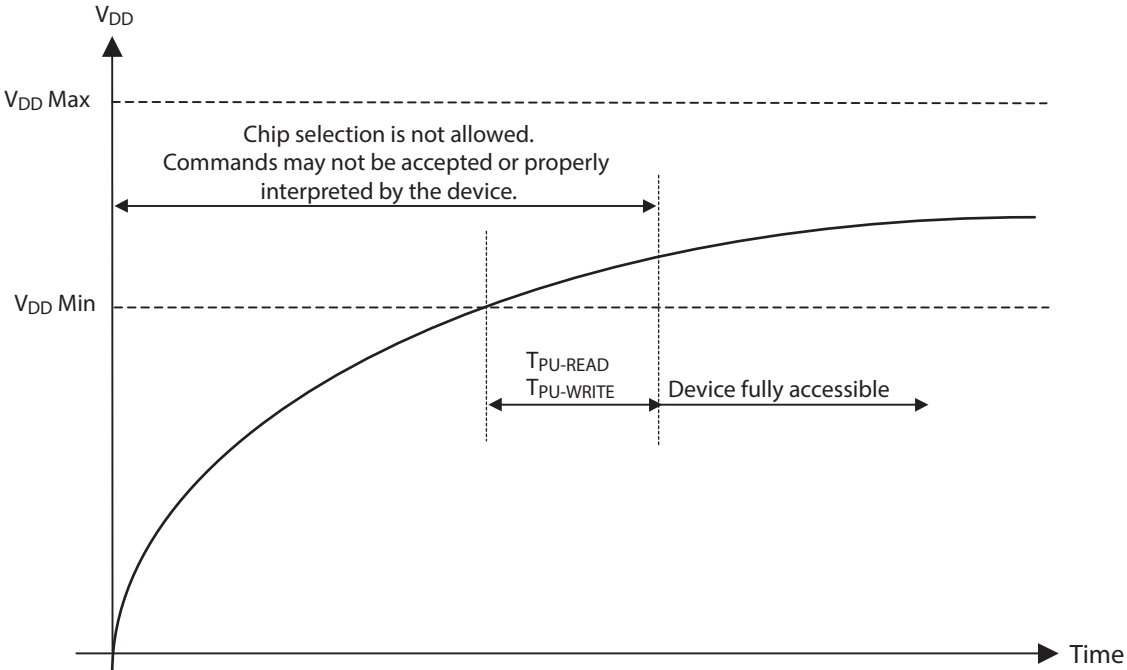 VDD
VDD Max
Chip selection is not allowed.
Commands may not be accepted or properly
interpreted by the device.
VDD Min
TPU-READ
TPU-WRITE
Device fully accessible
Time